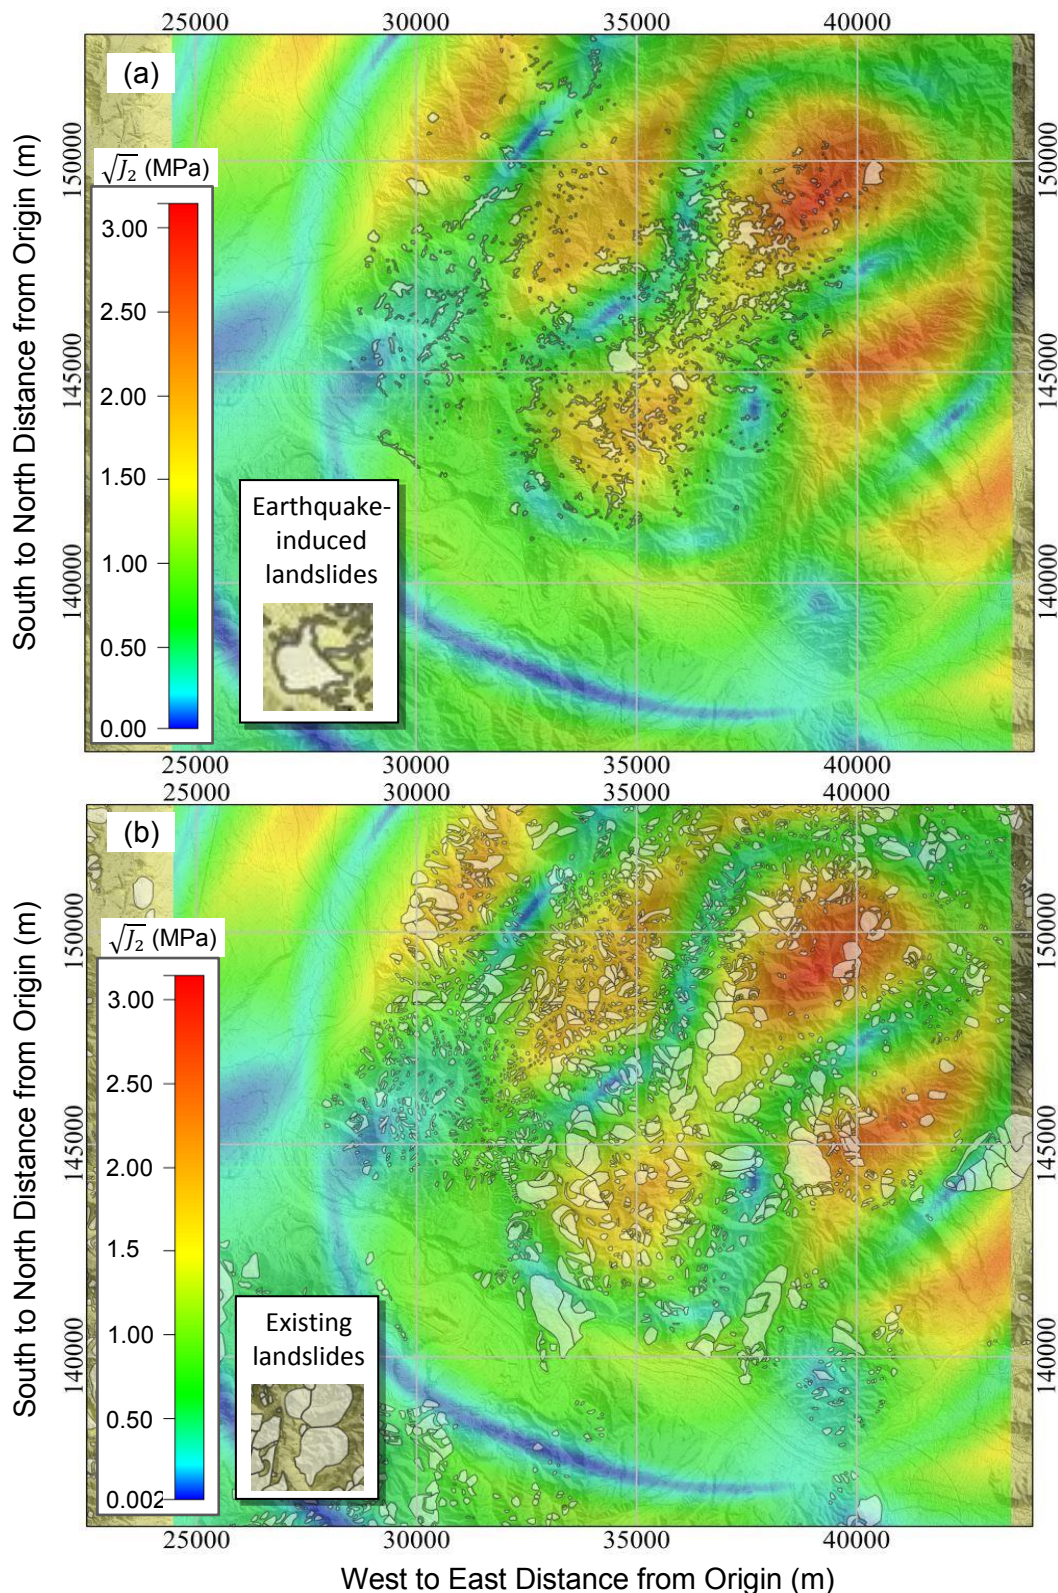 25000 30000 35000 40000
(a)
√J₂ (MPa)
3.00
2.50
2.00
1.50
1.00
0.50
0.00
150000
145000
140000
South to North Distance from Origin (m)
150000
145000
140000
Earthquake-
induced
landslides
25000 30000 35000 40000
25000 30000 35000 40000
(b)
√J₂ (MPa)
3.00
2.50
2.00
1.5
1.00
0.50
0.002
150000
145000
140000
South to North Distance from Origin (m)
150000
145000
140000
Existing
landslides
25000 30000 35000 40000
West to East Distance from Origin (m)